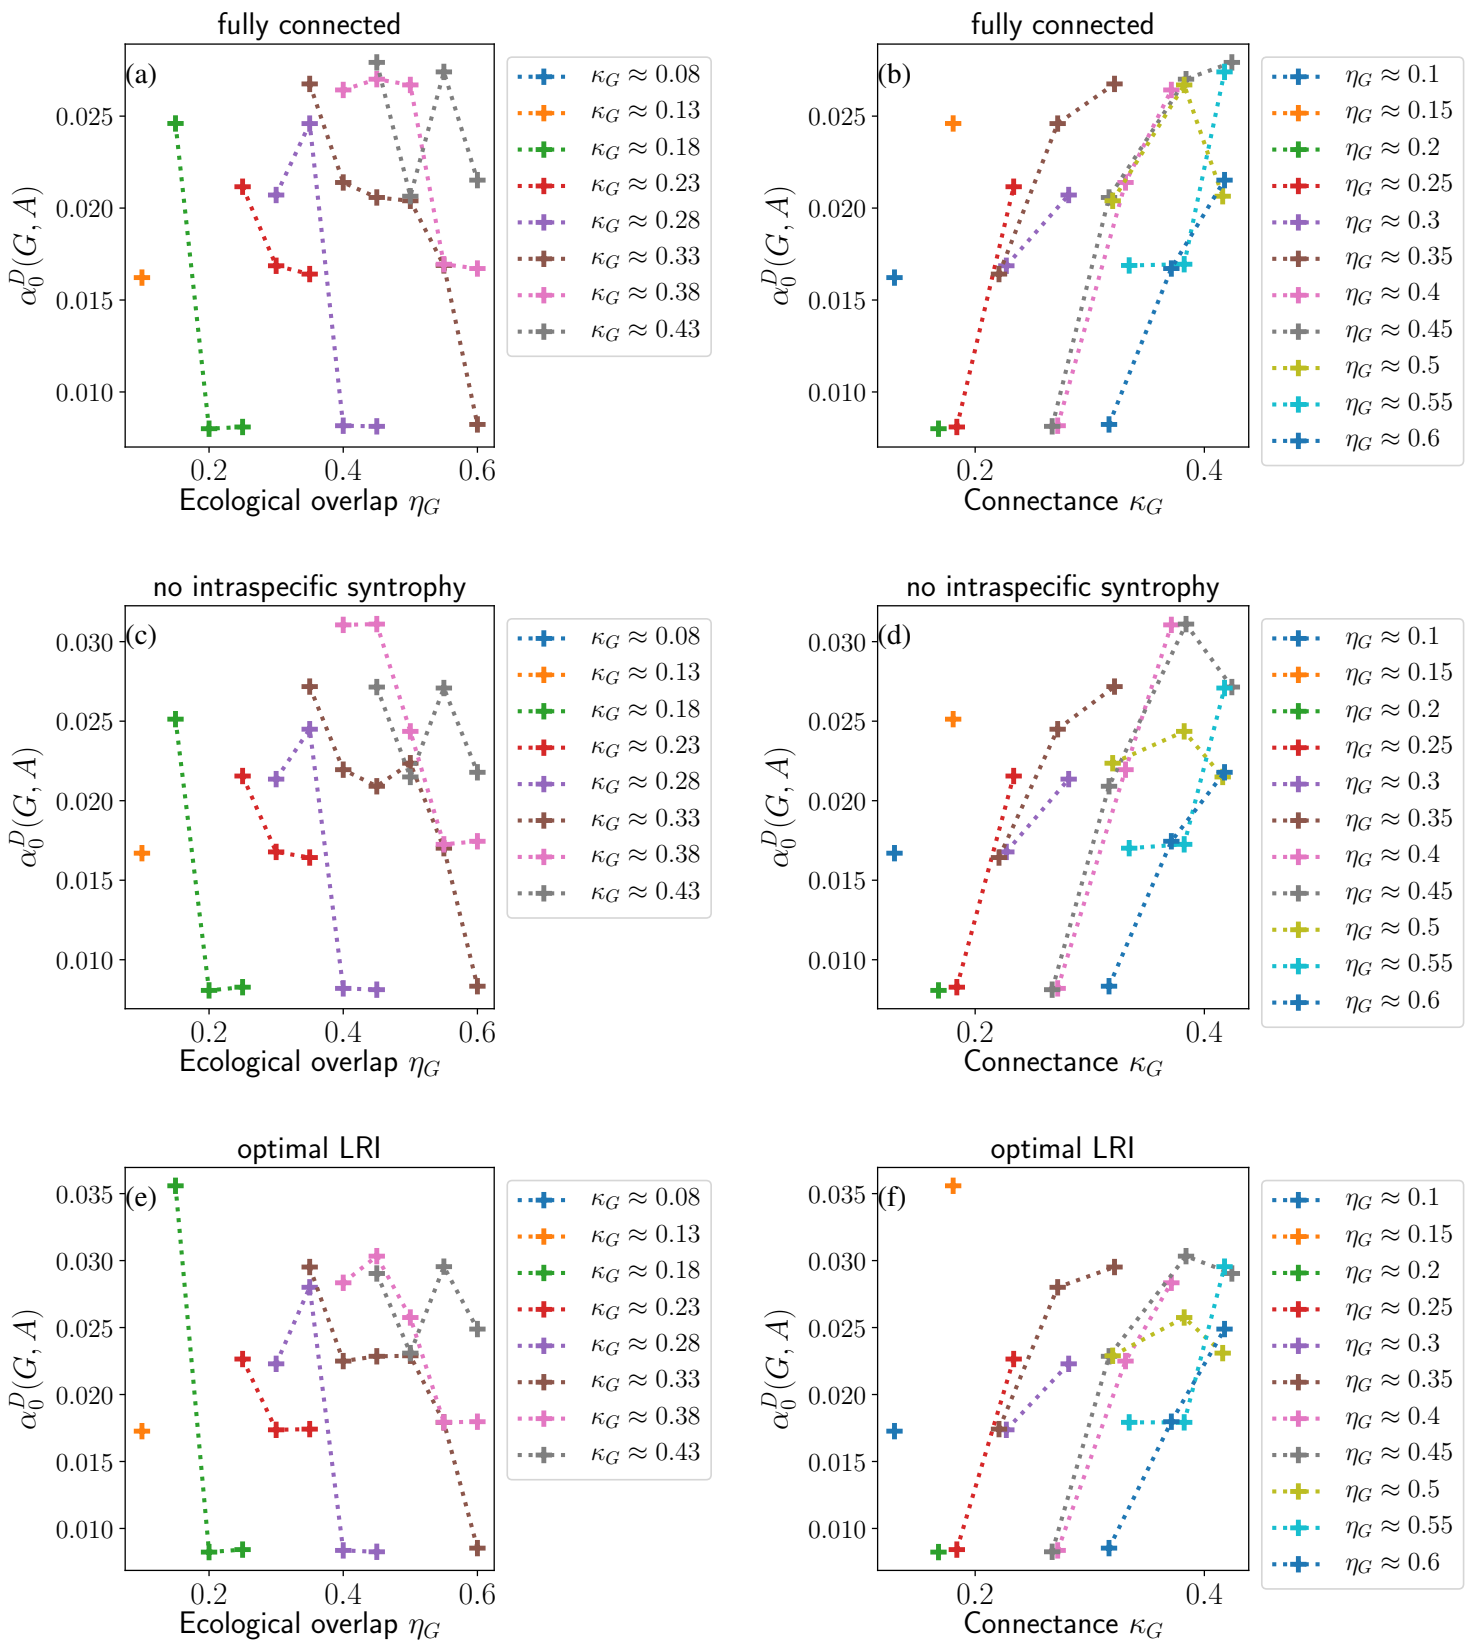 fully connected
(a)
0.025
0.020
0.015
0.010
α₀ᴰ(G, A)
0.2 0.4 0.6
Ecological overlap η_G
κ_G ≈ 0.08
κ_G ≈ 0.13
κ_G ≈ 0.18
κ_G ≈ 0.23
κ_G ≈ 0.28
κ_G ≈ 0.33
κ_G ≈ 0.38
κ_G ≈ 0.43
fully connected
(b)
0.025
0.020
0.015
0.010
α₀ᴰ(G, A)
0.2 0.4
Connectance κ_G
η_G ≈ 0.1
η_G ≈ 0.15
η_G ≈ 0.2
η_G ≈ 0.25
η_G ≈ 0.3
η_G ≈ 0.35
η_G ≈ 0.4
η_G ≈ 0.45
η_G ≈ 0.5
η_G ≈ 0.55
η_G ≈ 0.6
no intraspecific syntrophy
(c)
0.030
0.025
0.020
0.015
0.010
α₀ᴰ(G, A)
0.2 0.4 0.6
Ecological overlap η_G
κ_G ≈ 0.08
κ_G ≈ 0.13
κ_G ≈ 0.18
κ_G ≈ 0.23
κ_G ≈ 0.28
κ_G ≈ 0.33
κ_G ≈ 0.38
κ_G ≈ 0.43
no intraspecific syntrophy
(d)
0.030
0.025
0.020
0.015
0.010
α₀ᴰ(G, A)
0.2 0.4
Connectance κ_G
η_G ≈ 0.1
η_G ≈ 0.15
η_G ≈ 0.2
η_G ≈ 0.25
η_G ≈ 0.3
η_G ≈ 0.35
η_G ≈ 0.4
η_G ≈ 0.45
η_G ≈ 0.5
η_G ≈ 0.55
η_G ≈ 0.6
optimal LRI
(e)
0.035
0.030
0.025
0.020
0.015
0.010
α₀ᴰ(G, A)
0.2 0.4 0.6
Ecological overlap η_G
κ_G ≈ 0.08
κ_G ≈ 0.13
κ_G ≈ 0.18
κ_G ≈ 0.23
κ_G ≈ 0.28
κ_G ≈ 0.33
κ_G ≈ 0.38
κ_G ≈ 0.43
optimal LRI
(f)
0.035
0.030
0.025
0.020
0.015
0.010
α₀ᴰ(G, A)
0.2 0.4
Connectance κ_G
η_G ≈ 0.1
η_G ≈ 0.15
η_G ≈ 0.2
η_G ≈ 0.25
η_G ≈ 0.3
η_G ≈ 0.35
η_G ≈ 0.4
η_G ≈ 0.45
η_G ≈ 0.5
η_G ≈ 0.55
η_G ≈ 0.6